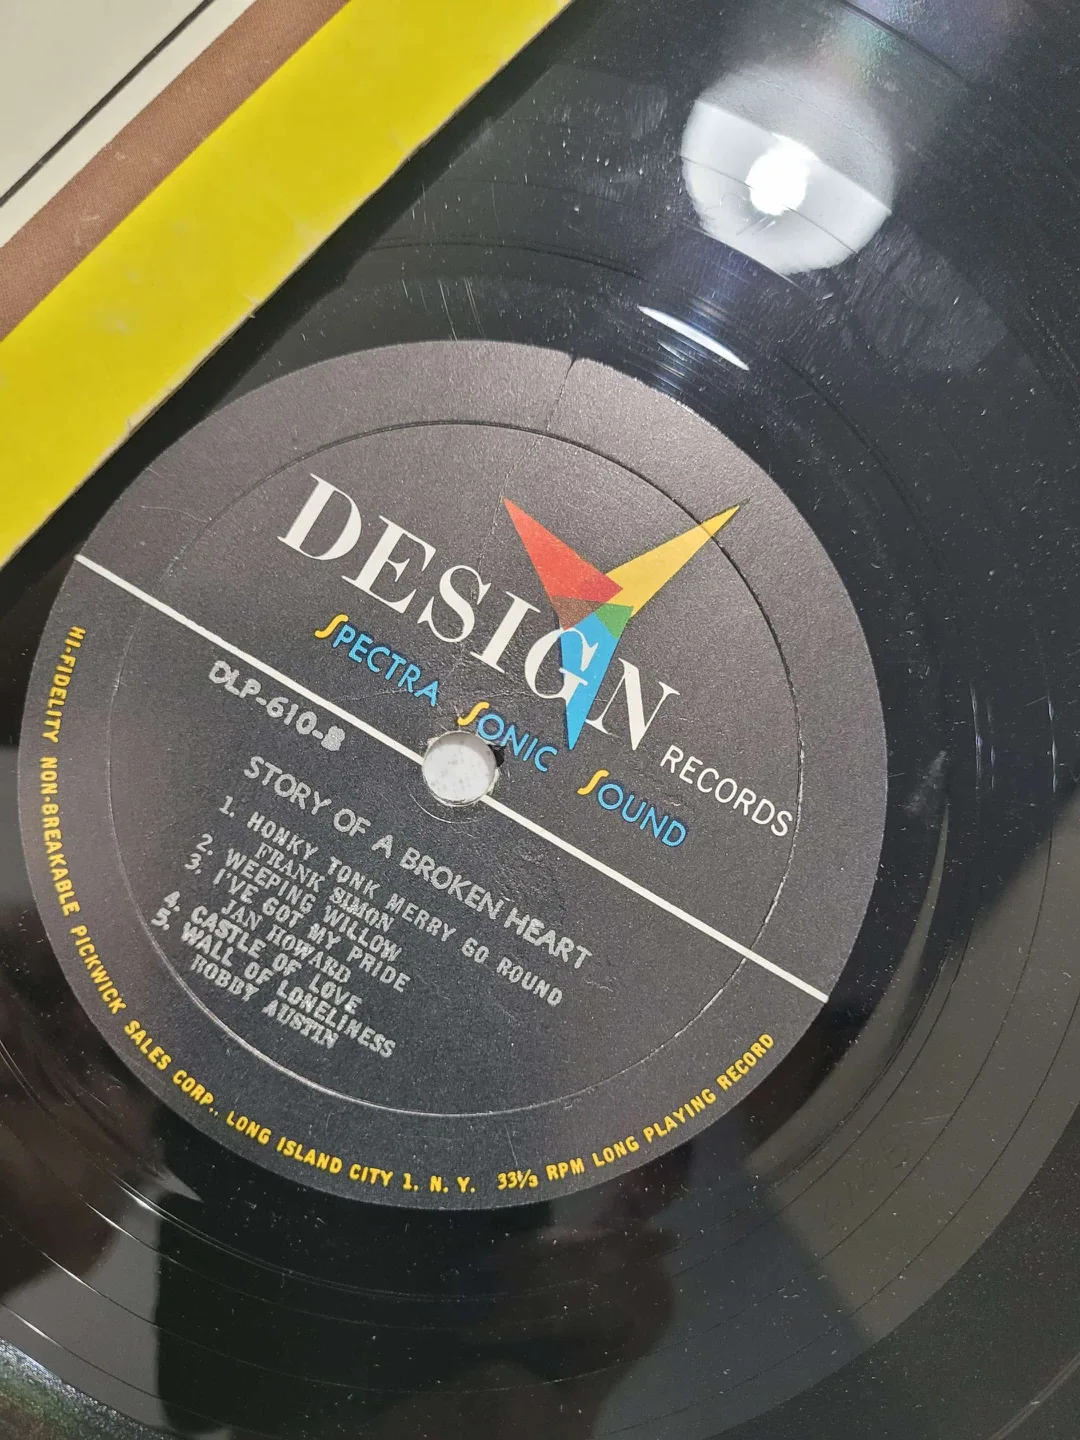 DESIGN RECORDS
SPECTRA SONIC SOUND
DLP-610-B
STORY OF A BROKEN HEART
1. HONKY TONK MERRY GO ROUND
FRANK SIMON
2. WEEPING WILLOW
3. I'VE GOT MY PRIDE
JAN HOWARD
4. CASTLE OF LOVE
5. WALL OF LONELINESS
BOBBY AUSTIN
HI-FIDELITY NON-BREAKABLE PICKWICK SALES CORP., LONG ISLAND CITY 1, N. Y. 33⅓ RPM LONG PLAYING RECORD